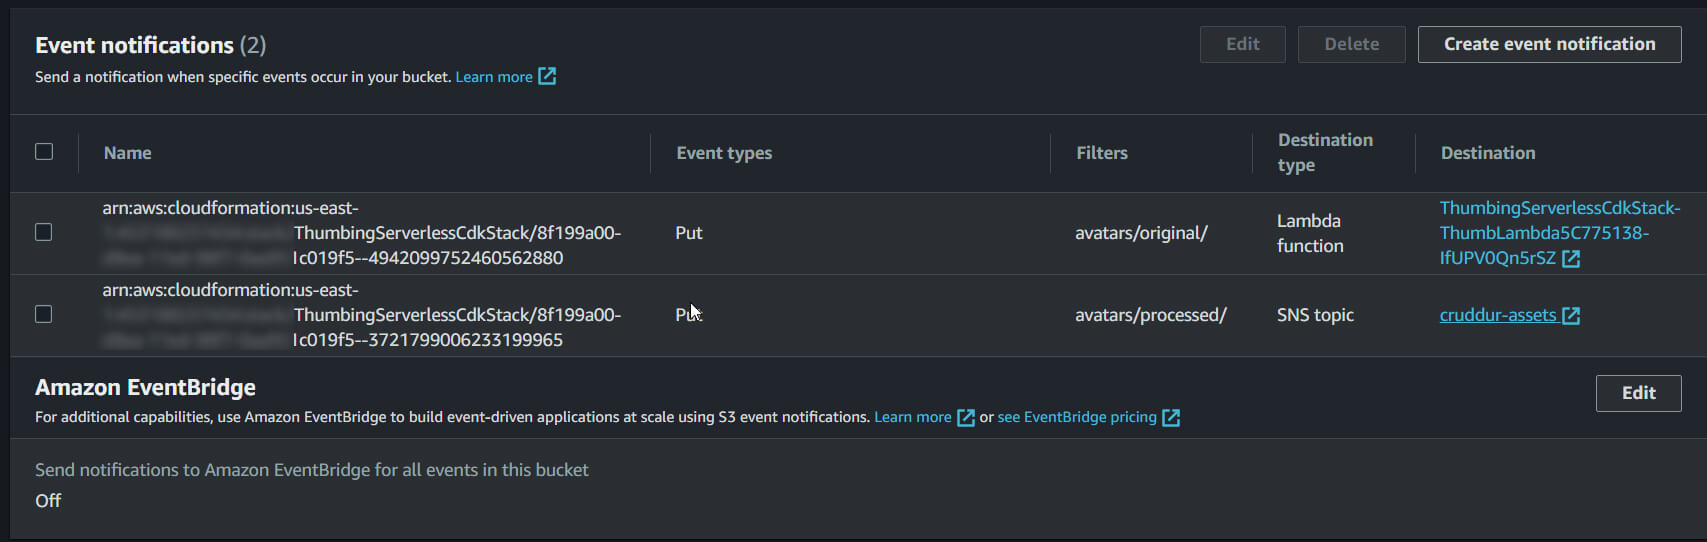 Event notifications (2)
Edit
Delete
Create event notification
Send a notification when specific events occur in your bucket. Learn more
Name
Event types
Filters
Destination
type
Destination
arn:aws:cloudformation:us-east-
ThumbingServerlessCdkStack/8f199a00-
1c019f5--4942099752460562880
Put
avatars/original/
Lambda
function
ThumbingServerlessCdkStack-
ThumbLambda5C775138-
IfUPV0Qn5rSZ
arn:aws:cloudformation:us-east-
ThumbingServerlessCdkStack/8f199a00-
1c019f5--3721799006233199965
Put
avatars/processed/
SNS topic
cruddur-assets
Amazon EventBridge
Edit
For additional capabilities, use Amazon EventBridge to build event-driven applications at scale using S3 event notifications. Learn more or see EventBridge pricing
Send notifications to Amazon EventBridge for all events in this bucket
Off